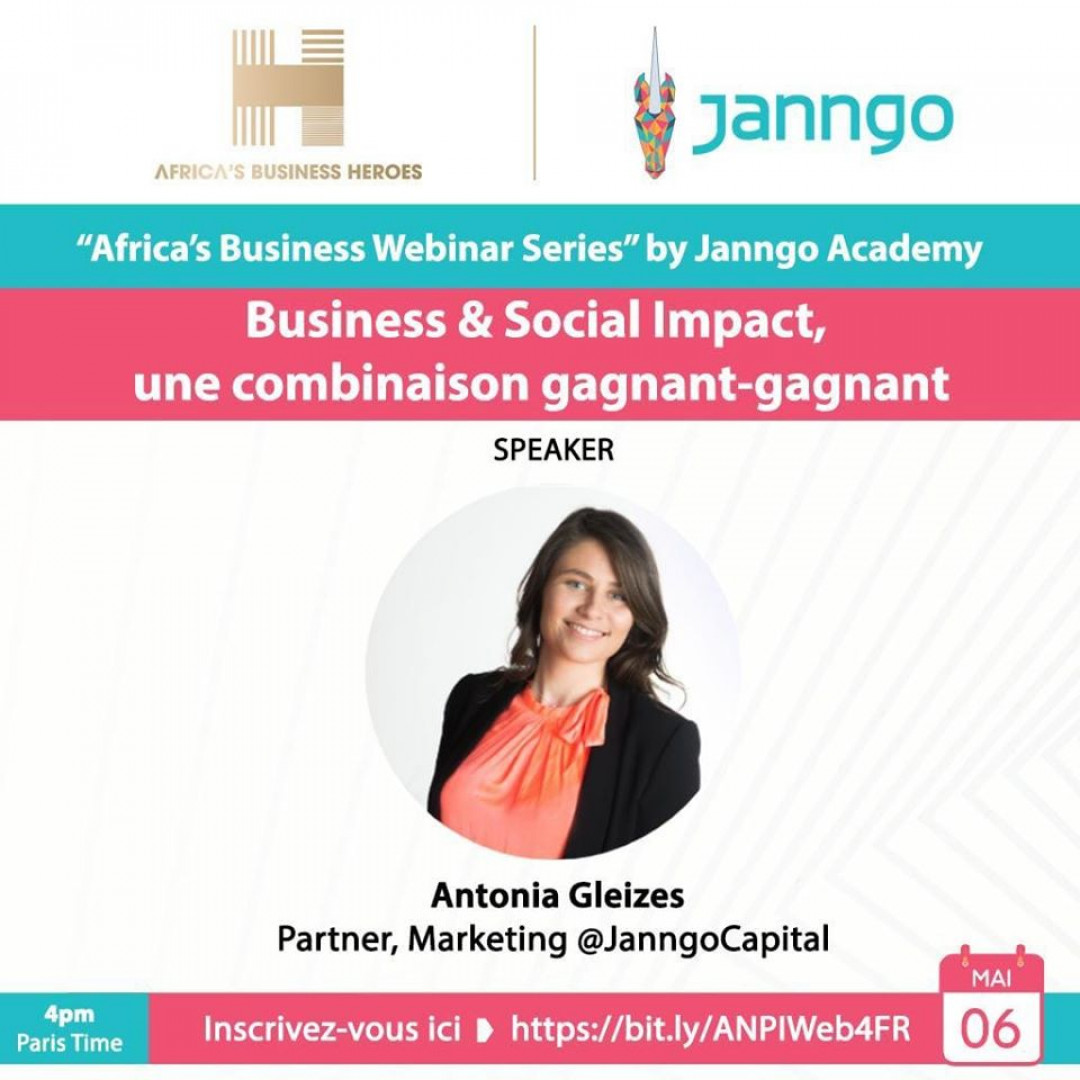 AFRICA'S BUSINESS HEROES
Janngo
“Africa's Business Webinar Series” by Janngo Academy
Business & Social Impact,
une combinaison gagnant-gagnant
SPEAKER
Antonia Gleizes
Partner, Marketing @JanngoCapital
MAI
06
4pm
Paris Time
Inscrivez-vous ici https://bit.ly/ANPIWeb4FR